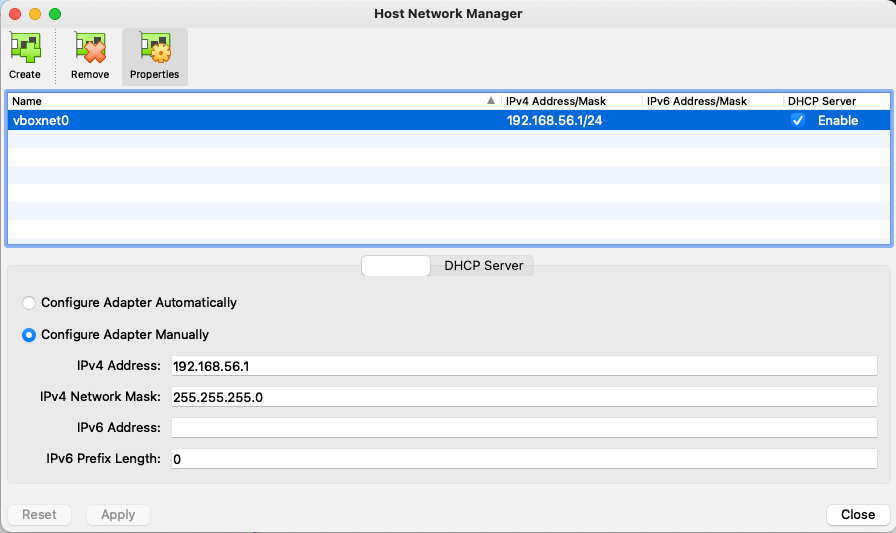 Host Network Manager
Create Remove Properties
Name IPv4 Address/Mask IPv6 Address/Mask DHCP Server
vboxnet0 192.168.56.1/24 Enable
DHCP Server
Configure Adapter Automatically
Configure Adapter Manually
IPv4 Address: 192.168.56.1
IPv4 Network Mask: 255.255.255.0
IPv6 Address:
IPv6 Prefix Length: 0
Reset Apply Close